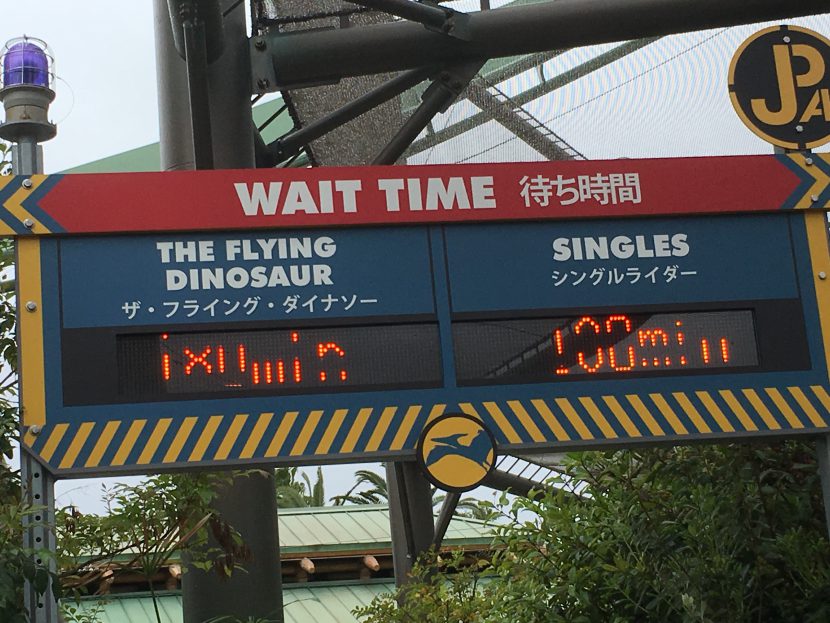 WAIT TIME 待ち時間
THE FLYING
DINOSAUR
ザ・フライング・ダイナソー
SINGLES
シングルライダー
100min
JPA